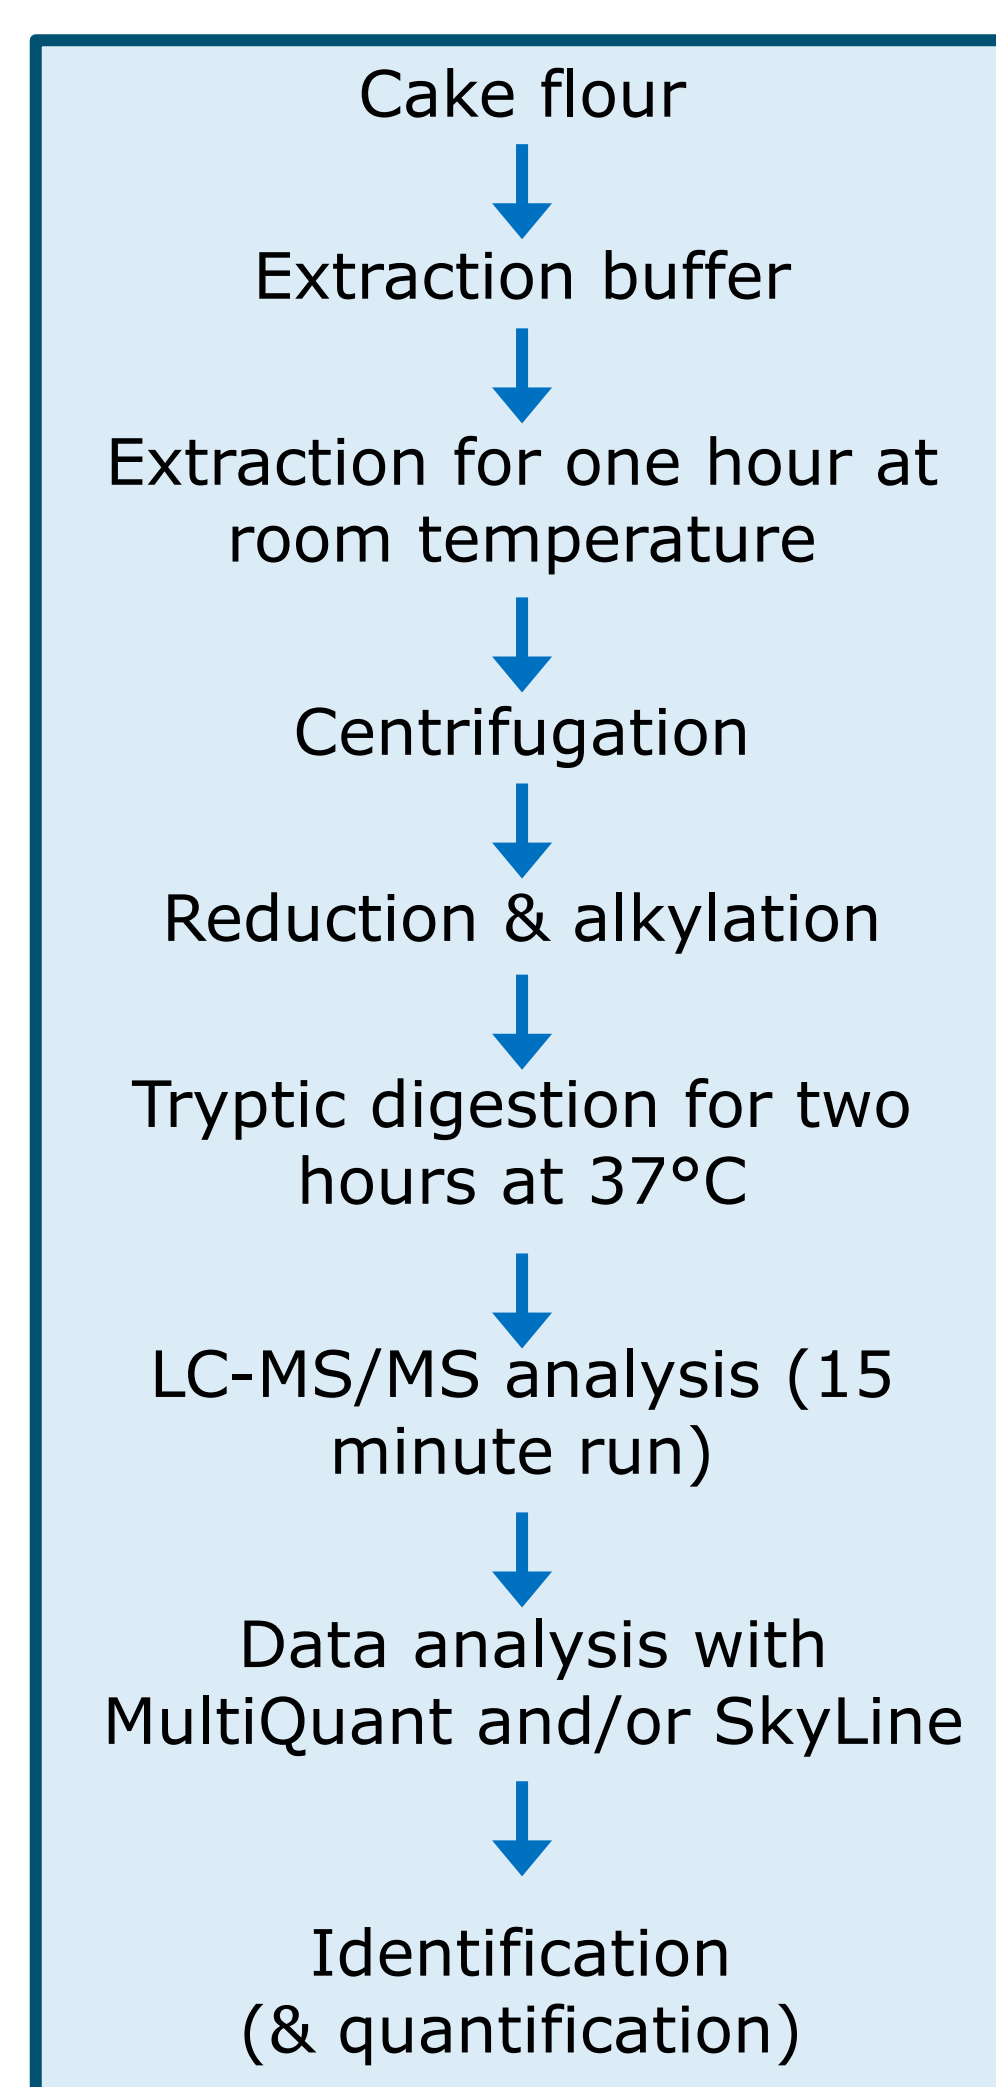 Cake flour
Extraction buffer
Extraction for one hour at
room temperature
Centrifugation
Reduction & alkylation
Tryptic digestion for two
hours at 37°C
LC-MS/MS analysis (15
minute run)
Data analysis with
MultiQuant and/or SkyLine
Identification
(& quantification)